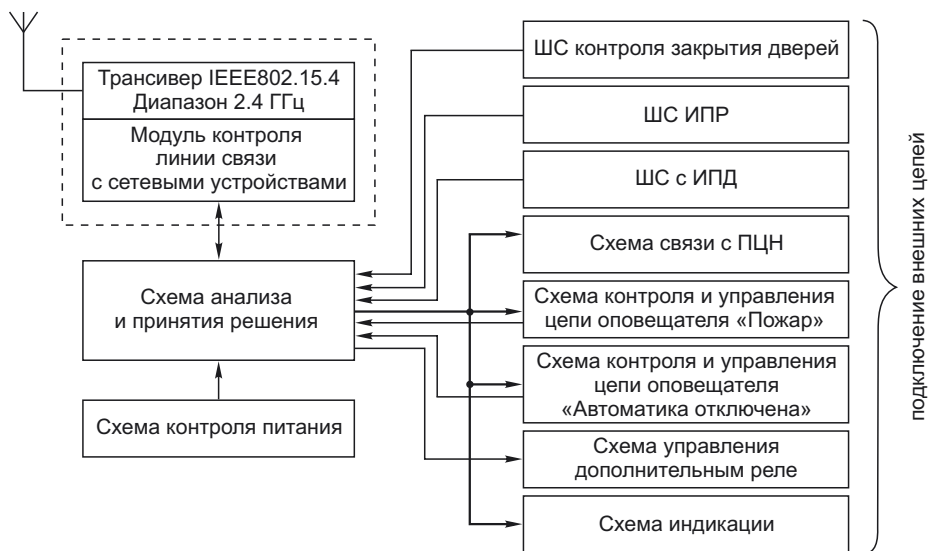 Трансивер IEEE802.15.4
Диапазон 2.4 ГГц
Модуль контроля
линии связи
с сетевыми устройствами
Схема анализа
и принятия решения
Схема контроля питания
ШС контроля закрытия дверей
ШС ИПР
ШС с ИПД
Схема связи с ПЦН
Схема контроля и управления
цепи оповещателя «Пожар»
Схема контроля и управления
цепи оповещателя
«Автоматика отключена»
Схема управления
дополнительным реле
Схема индикации
подключение внешних цепей